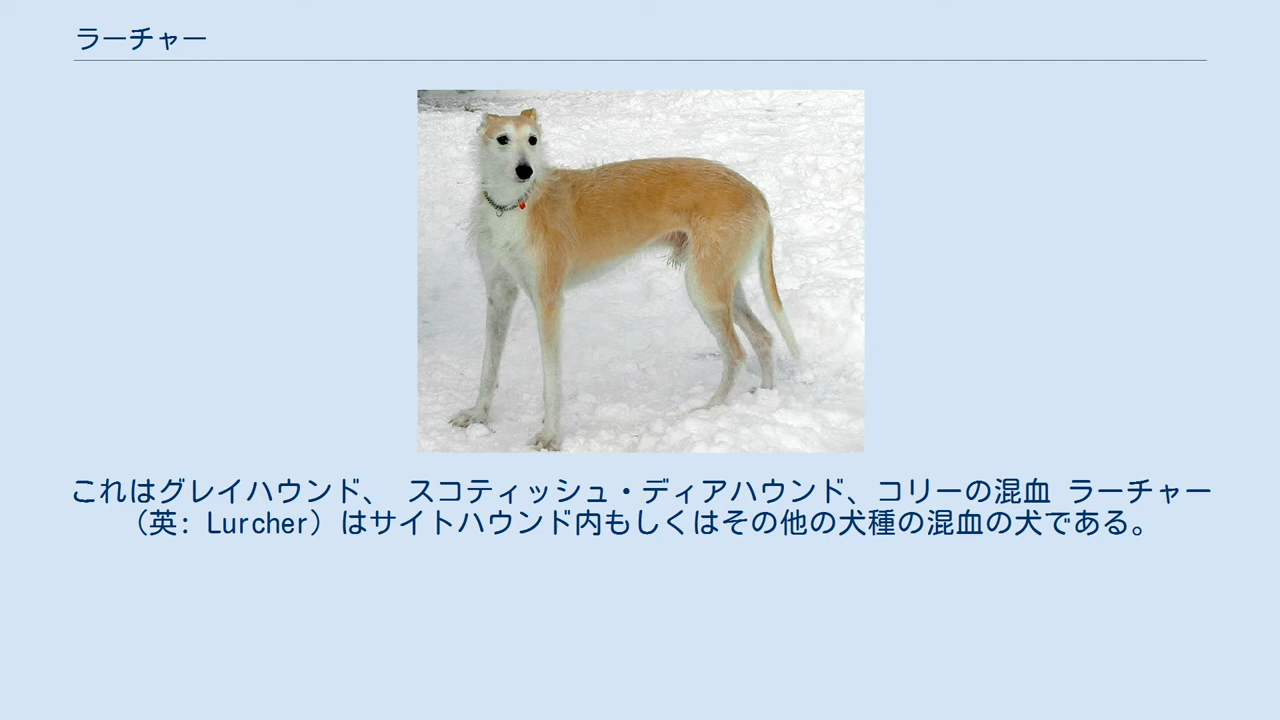 ラーチャー
これはグレイハウンド、 スコティッシュ・ディアハウンド、コリーの混血 ラーチャー
（英: Lurcher）はサイトハウンド内もしくはその他の犬種の混血の犬である。